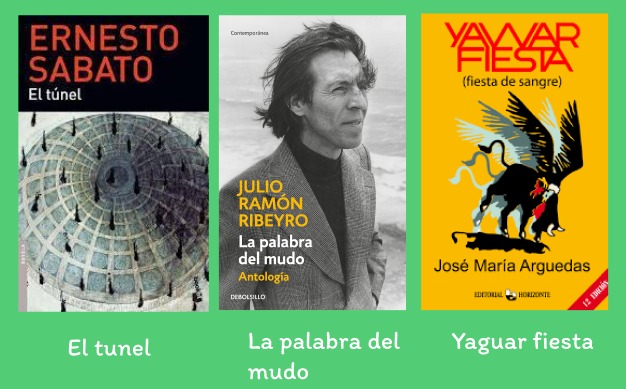 ERNESTO
SABATO
El túnel
Contemporánea
JULIO
RAMÓN
RIBEYRO
La palabra
del mudo
Antología
DEBOLSILLO
YAWAR
FIESTA
(fiesta de sangre)
José María Arguedas
EDITORIAL HORIZONTE
El tunel
La palabra del
mudo
Yaguar fiesta